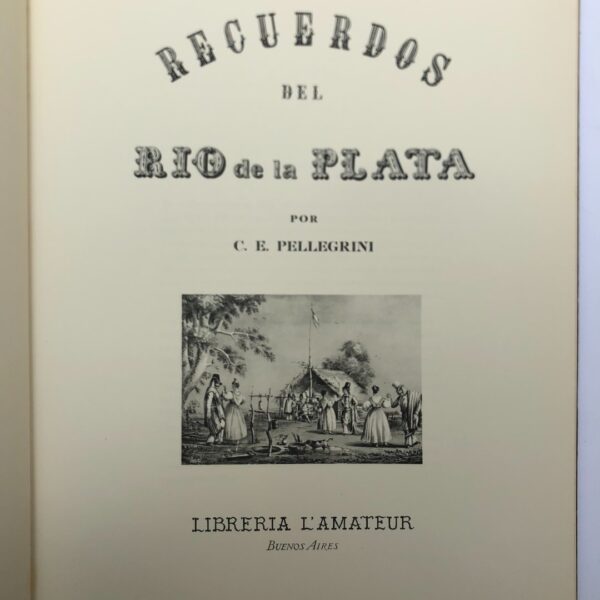 RECUERDOS
DEL
RIO de la PLATA
POR
C. E. PELLEGRINI
LIBRERIA L'AMATEUR
BUENOS AIRES